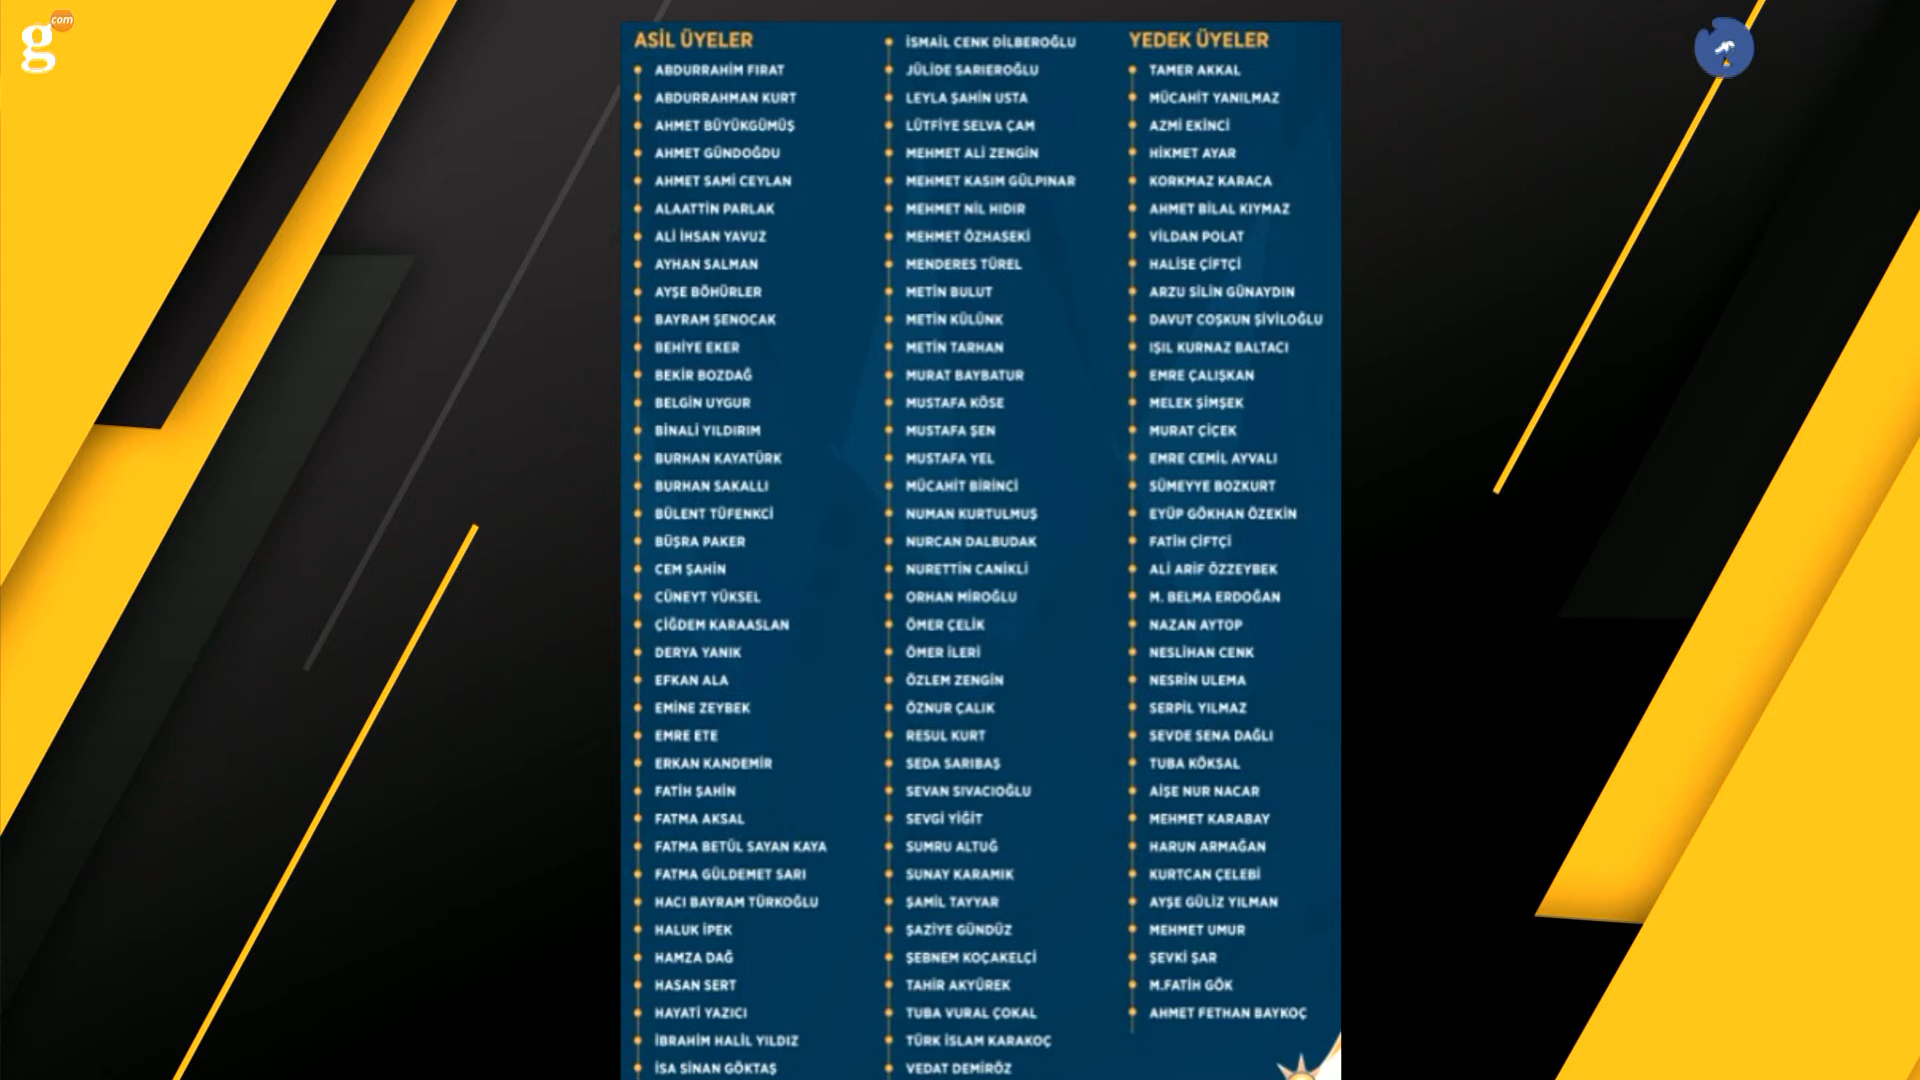 g.com
ASİL ÜYELER
ABDURRAHİM FIRAT
ABDURRAHMAN KURT
AHMET BÜYÜKGÜMÜŞ
AHMET GÜNDOĞDU
AHMET SAMİ CEYLAN
ALAATTİN PARLAK
ALİ İHSAN YAVUZ
AYHAN SALMAN
AYŞE BÖHÜRLER
BAYRAM ŞENOCAK
BEHİYE EKER
BEKİR BOZDAĞ
BELGİN UYGUR
BİNALİ YILDIRIM
BURHAN KAYATÜRK
BURHAN SAKALLI
BÜLENT TÜFENKCİ
BÜŞRA PAKER
CEM ŞAHİN
CÜNEYT YÜKSEL
ÇİĞDEM KARAASLAN
DERYA YANIK
EFKAN ALA
EMİNE ZEYBEK
EMRE ETE
ERKAN KANDEMİR
FATİH ŞAHİN
FATMA AKSAL
FATMA BETÜL SAYAN KAYA
FATMA GÜLDEMET SARI
HACI BAYRAM TÜRKOĞLU
HALUK İPEK
HAMZA DAĞ
HASAN SERT
HAYATİ YAZICI
İBRAHİM HALİL YILDIZ
İSA SİNAN GÖKTAŞ
İSMAİL CENK DİLBEROĞLU
JÜLİDE SARIEROĞLU
LEYLA ŞAHİN USTA
LÜTFİYE SELVA ÇAM
MEHMET ALİ ZENGİN
MEHMET KASIM GÜLPINAR
MEHMET NİL HIDIR
MEHMET ÖZHASEKİ
MENDERES TÜREL
METİN BULUT
METİN KÜLÜNK
METİN TARHAN
MURAT BAYBATUR
MUSTAFA KÖSE
MUSTAFA ŞEN
MUSTAFA YEL
MÜCAHİT BİRİNCİ
NUMAN KURTULMUŞ
NURCAN DALBUDAK
NURETTİN CANİKLİ
ORHAN MİROĞLU
ÖMER ÇELİK
ÖMER İLERİ
ÖZLEM ZENGİN
ÖZNUR ÇALIK
RESUL KURT
SEDA SARIBAŞ
SEVAN SIVACIOĞLU
SEVGİ YİĞİT
SUMRU ALTUĞ
SUNAY KARAMIK
ŞAMİL TAYYAR
ŞAZİYE GÜNDÜZ
ŞEBNEM KOÇAKELÇİ
TAHİR AKYÜREK
TUBA VURAL ÇOKAL
TÜRK İSLAM KARAKOÇ
VEDAT DEMİRÖZ
YEDEK ÜYELER
TAMER AKKAL
MÜCAHİT YANILMAZ
AZMİ EKİNCİ
HİKMET AYAR
KORKMAZ KARACA
AHMET BİLAL KIYMAZ
VİLDAN POLAT
HALİSE ÇİFTÇİ
ARZU SİLİN GÜNAYDIN
DAVUT COŞKUN ŞİVİLOĞLU
IŞIL KURNAZ BALTACI
EMRE ÇALIŞKAN
MELEK ŞİMŞEK
MURAT ÇİÇEK
EMRE CEMİL AYVALI
SÜMEYYE BOZKURT
EYÜP GÖKHAN ÖZEKİN
FATİH ÇİFTÇİ
ALİ ARİF ÖZZEYBEK
M. BELMA ERDOĞAN
NAZAN AYTOP
NESLİHAN CENK
NESRİN ULEMA
SERPİL YILMAZ
SEVDE SENA DAĞLI
TUBA KÖKSAL
AİŞE NUR NACAR
MEHMET KARABAY
HARUN ARMAĞAN
KURTCAN ÇELEBİ
AYŞE GÜLİZ YILMAN
MEHMET UMUR
ŞEVKİ ŞAR
M.FATİH GÖK
AHMET FETHAN BAYKOÇ